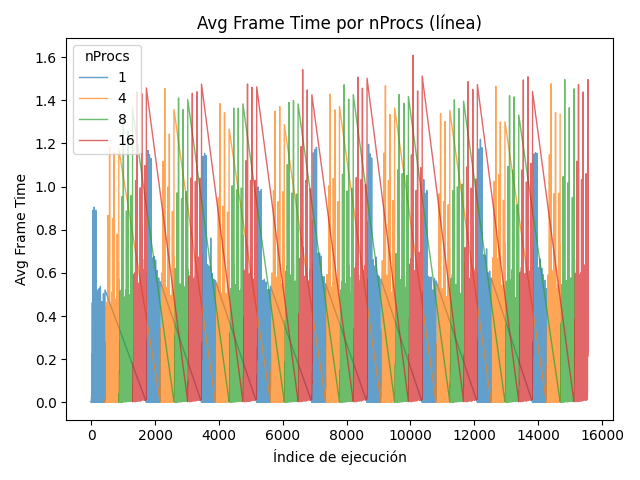 Avg Frame Time por nProcs (línea)
nProcs
1
4
8
16
Avg Frame Time
1.6
1.4
1.2
1.0
0.8
0.6
0.4
0.2
0.0
0 2000 4000 6000 8000 10000 12000 14000 16000
Índice de ejecución